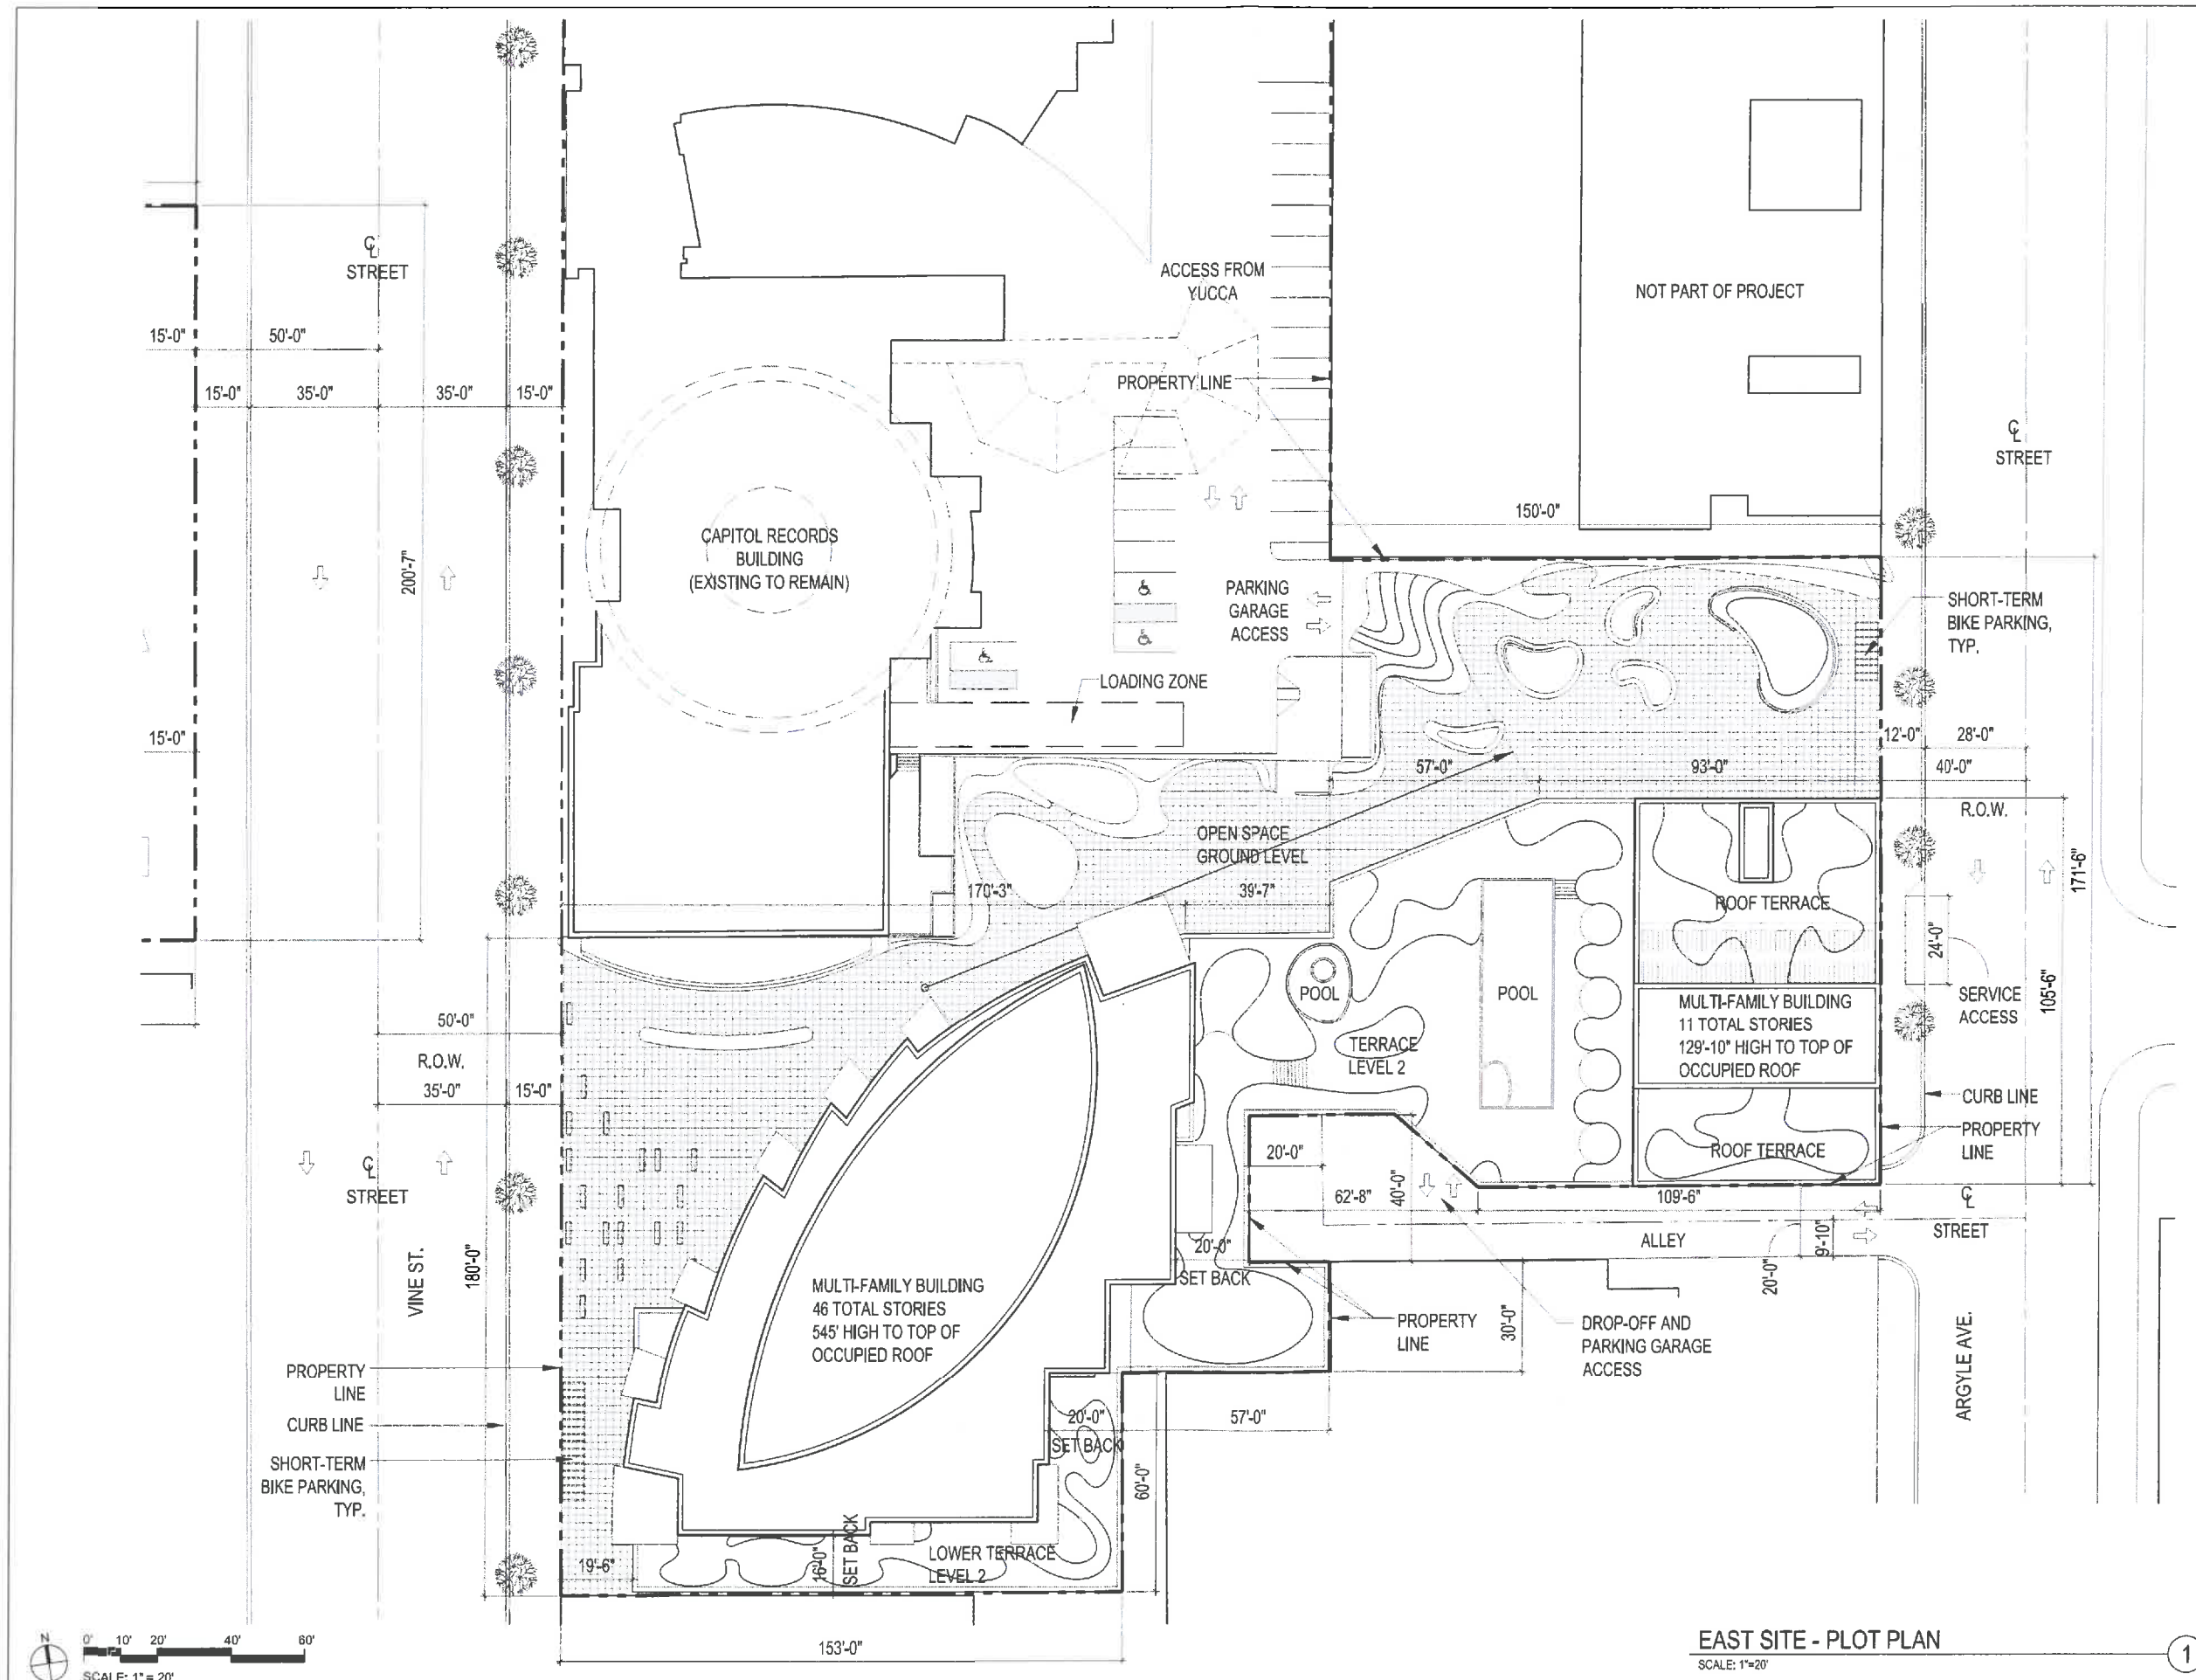 ℄
STREET
15'-0"
50'-0"
15'-0"
35'-0"
35'-0"
15'-0"
200'-7"
15'-0"
ACCESS FROM
YUCCA
PROPERTY LINE
NOT PART OF PROJECT
℄
STREET
150'-0"
CAPITOL RECORDS
BUILDING
(EXISTING TO REMAIN)
PARKING
GARAGE
ACCESS
LOADING ZONE
SHORT-TERM
BIKE PARKING,
TYP.
12'-0"
28'-0"
57'-0"
93'-0"
40'-0"
R.O.W.
OPEN SPACE
GROUND LEVEL
170'-3"
39'-7"
171'-6"
ROOF TERRACE
24'-0"
105'-6"
POOL
POOL
TERRACE
LEVEL 2
MULTI-FAMILY BUILDING
11 TOTAL STORIES
129'-10" HIGH TO TOP OF
OCCUPIED ROOF
SERVICE
ACCESS
CURB LINE
PROPERTY
LINE
ROOF TERRACE
50'-0"
R.O.W.
35'-0"
15'-0"
℄
STREET
VINE ST.
180'-0"
20'-0"
62'-8"
40'-0"
109'-6"
℄
STREET
ALLEY
9'-10"
20'-0"
20'-0"
SET BACK
MULTI-FAMILY BUILDING
46 TOTAL STORIES
545' HIGH TO TOP OF
OCCUPIED ROOF
PROPERTY
LINE
30'-0"
DROP-OFF AND
PARKING GARAGE
ACCESS
ARGYLE AVE.
PROPERTY
LINE
CURB LINE
SHORT-TERM
BIKE PARKING,
TYP.
20'-0"
SET BACK
57'-0"
60'-0"
19'-6"
16'-0"
SET BACK
LOWER TERRACE
LEVEL 2
153'-0"
N
0' 10' 20' 40' 60'
SCALE: 1" = 20'
EAST SITE - PLOT PLAN
SCALE: 1"=20'
1